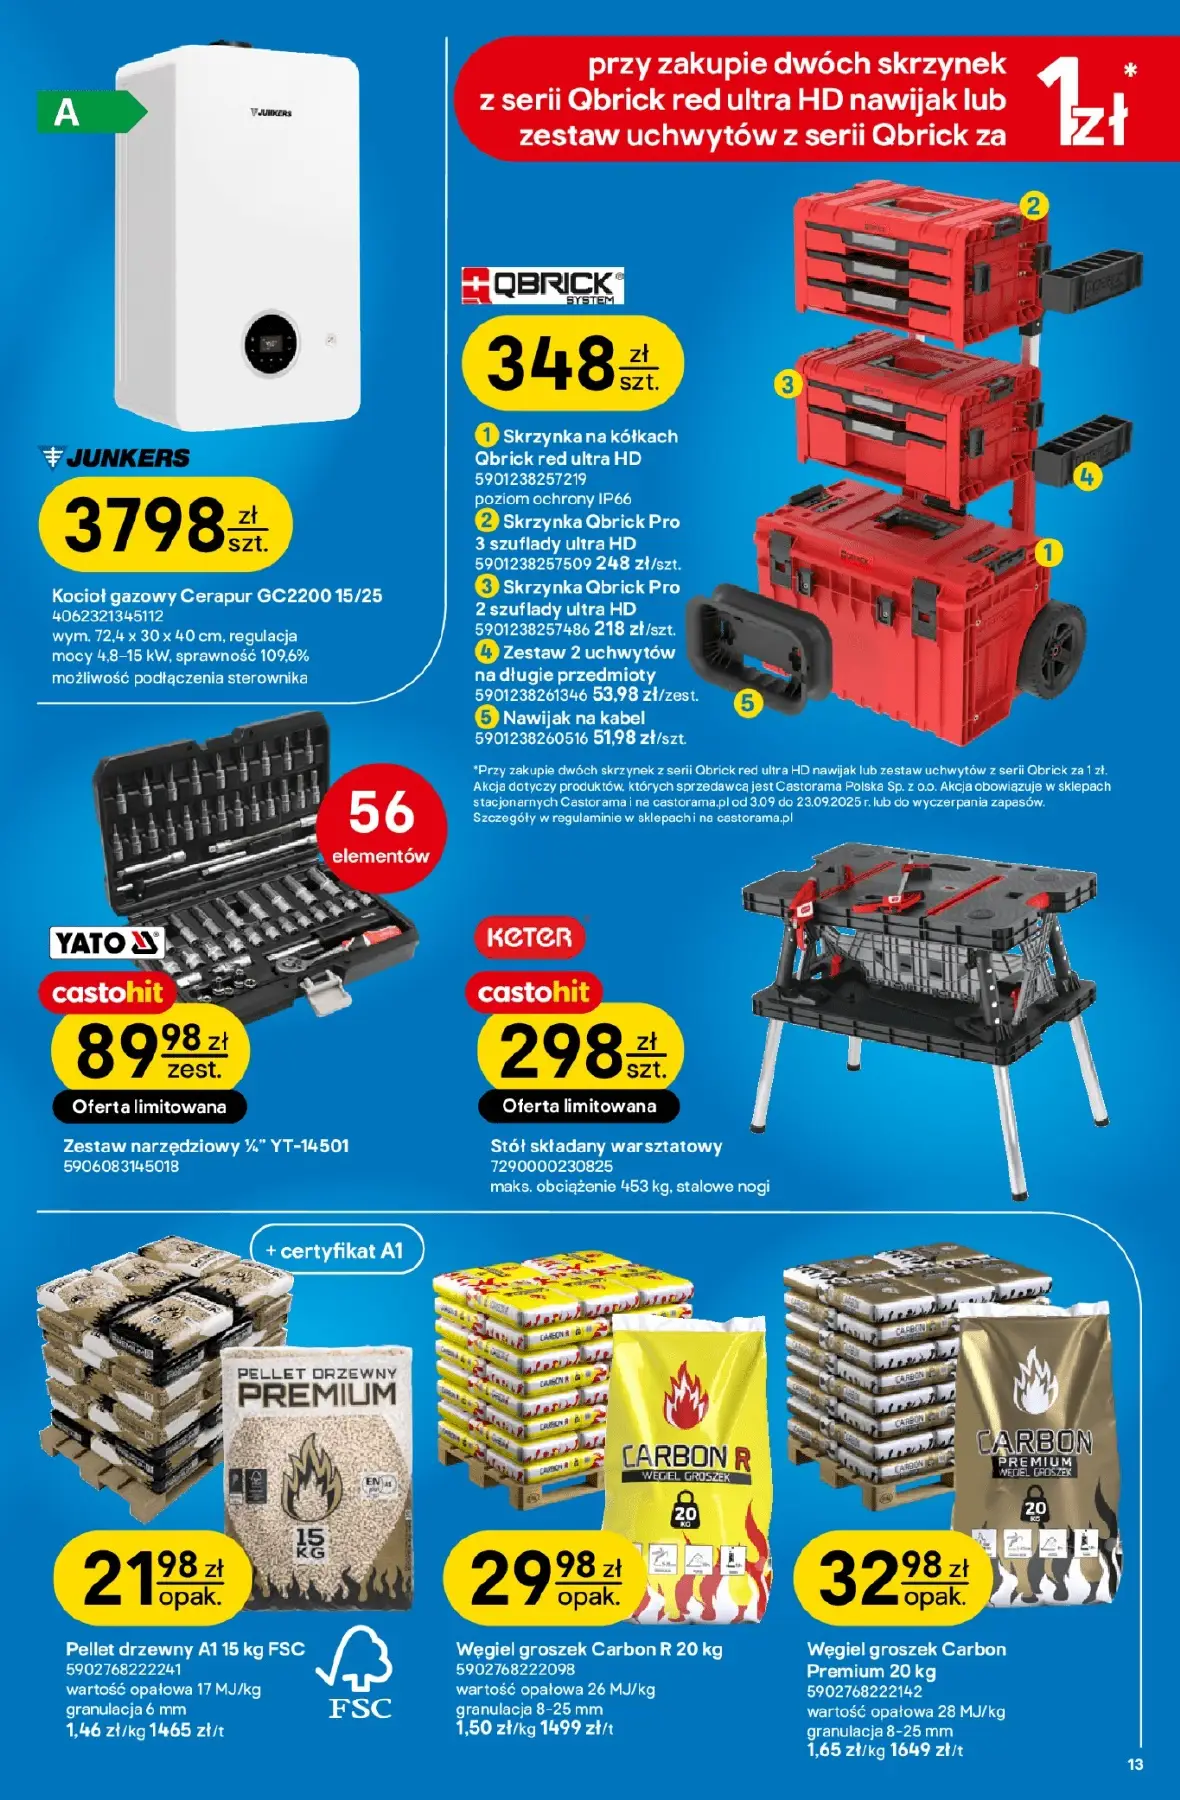 A
JUNKERS
JUNKERS
3798 zł
szt.
Kocioł gazowy Cerapur GC2200 15/25
4062321345112
wym. 72,4 x 30 x 40 cm, regulacja
mocy 4,8–15 kW, sprawność 109,6%
możliwość podłączenia sterownika
przy zakupie dwóch skrzynek
z serii Qbrick red ultra HD nawijak lub
zestaw uchwytów z serii Qbrick za
1 zł*
QBRICK®
SYSTEM
348 zł
szt.
1 Skrzynka na kółkach
Qbrick red ultra HD
5901238257219
poziom ochrony IP66
2 Skrzynka Qbrick Pro
3 szuflady ultra HD
5901238257509 248 zł/szt.
3 Skrzynka Qbrick Pro
2 szuflady ultra HD
5901238257486 218 zł/szt.
4 Zestaw 2 uchwytów
na długie przedmioty
5901238261346 53,98 zł/zest.
5 Nawijak na kabel
5901238260516 51,98 zł/szt.
2
3
4
1
5
*Przy zakupie dwóch skrzynek z serii Qbrick red ultra HD nawijak lub zestaw uchwytów z serii Qbrick za 1 zł.
Akcja dotyczy produktów, których sprzedawcą jest Castorama Polska Sp. z o.o. Akcja obowiązuje w sklepach
stacjonarnych Castorama i na castorama.pl od 3.09 do 23.09.2025 r. lub do wyczerpania zapasów.
Szczegóły w regulaminie w sklepach i na castorama.pl
56
elementów
YATO®
castohit
89 98 zł
zest.
Oferta limitowana
Zestaw narzędziowy ¼” YT-14501
5906083145018
KETER
castohit
298 zł
szt.
Oferta limitowana
Stół składany warsztatowy
7290000230825
maks. obciążenie 453 kg, stalowe nogi
+ certyfikat A1
PELLET DRZEWNY
PREMIUM
15
KG
21 98 zł
opak.
Pellet drzewny A1 15 kg FSC
5902768222241
wartość opałowa 17 MJ/kg
granulacja 6 mm
1,46 zł/kg 1465 zł/t
FSC
CARBON R
WĘGIEL GROSZEK
20
KG
29 98 zł
opak.
Węgiel groszek Carbon R 20 kg
5902768222098
wartość opałowa 26 MJ/kg
granulacja 8-25 mm
1,50 zł/kg 1499 zł/t
CARBON
PREMIUM
WĘGIEL GROSZEK
20
KG
32 98 zł
opak.
Węgiel groszek Carbon
Premium 20 kg
5902768222142
wartość opałowa 28 MJ/kg
granulacja 8-25 mm
1,65 zł/kg 1649 zł/t
13